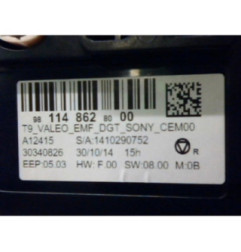 98 114 862 80 00
T9_VALEO_EMF_DGT_SONY_CEM00
A12415 S/A:1410290752
30340826 30/10/14 15h
EEP:05.03 HW: F.00 SW:08.00 M:0B
R